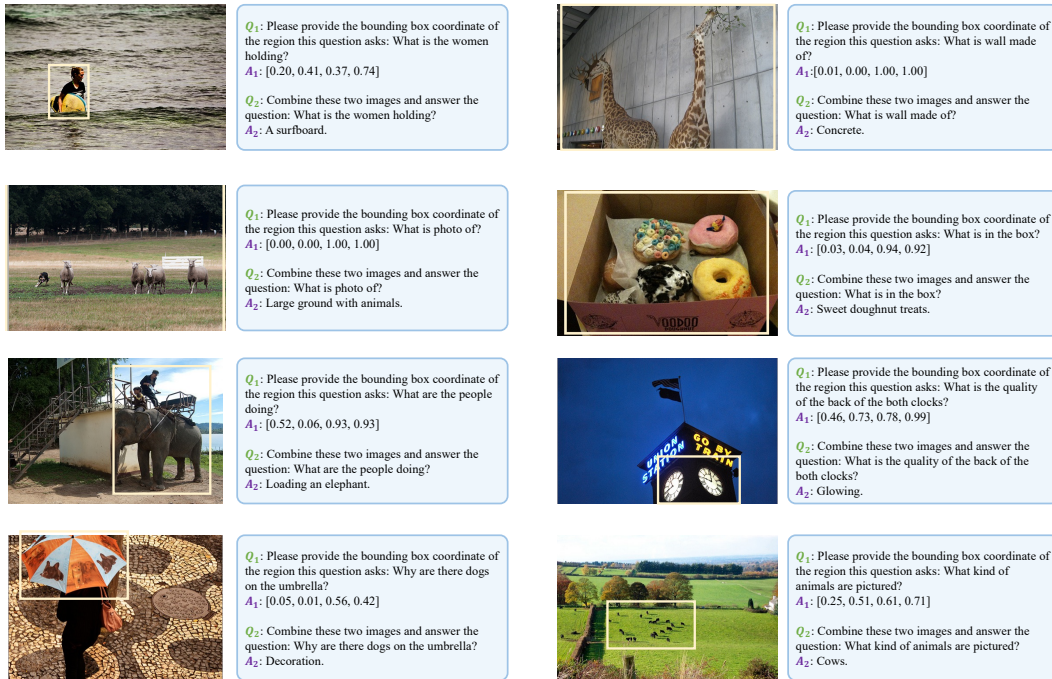 Q1: Please provide the bounding box coordinate of
the region this question asks: What is the women
holding?
A1: [0.20, 0.41, 0.37, 0.74]
Q2: Combine these two images and answer the
question: What is the women holding?
A2: A surfboard.
Q1: Please provide the bounding box coordinate of
the region this question asks: What is wall made
of?
A1:[0.01, 0.00, 1.00, 1.00]
Q2: Combine these two images and answer the
question: What is wall made of?
A2: Concrete.
Q1: Please provide the bounding box coordinate of
the region this question asks: What is photo of?
A1: [0.00, 0.00, 1.00, 1.00]
Q2: Combine these two images and answer the
question: What is photo of?
A2: Large ground with animals.
VOODOO
DOUGHNUT
Q1: Please provide the bounding box coordinate of
the region this question asks: What is in the box?
A1: [0.03, 0.04, 0.94, 0.92]
Q2: Combine these two images and answer the
question: What is in the box?
A2: Sweet doughnut treats.
Q1: Please provide the bounding box coordinate of
the region this question asks: What are the people
doing?
A1: [0.52, 0.06, 0.93, 0.93]
Q2: Combine these two images and answer the
question: What are the people doing?
A2: Loading an elephant.
UNION
STATION
GO BY
TRAIN
Q1: Please provide the bounding box coordinate of
the region this question asks: What is the quality
of the back of the both clocks?
A1: [0.46, 0.73, 0.78, 0.99]
Q2: Combine these two images and answer the
question: What is the quality of the back of the
both clocks?
A2: Glowing.
Q1: Please provide the bounding box coordinate of
the region this question asks: Why are there dogs
on the umbrella?
A1: [0.05, 0.01, 0.56, 0.42]
Q2: Combine these two images and answer the
question: Why are there dogs on the umbrella?
A2: Decoration.
Q1: Please provide the bounding box coordinate of
the region this question asks: What kind of
animals are pictured?
A1: [0.25, 0.51, 0.61, 0.71]
Q2: Combine these two images and answer the
question: What kind of animals are pictured?
A2: Cows.